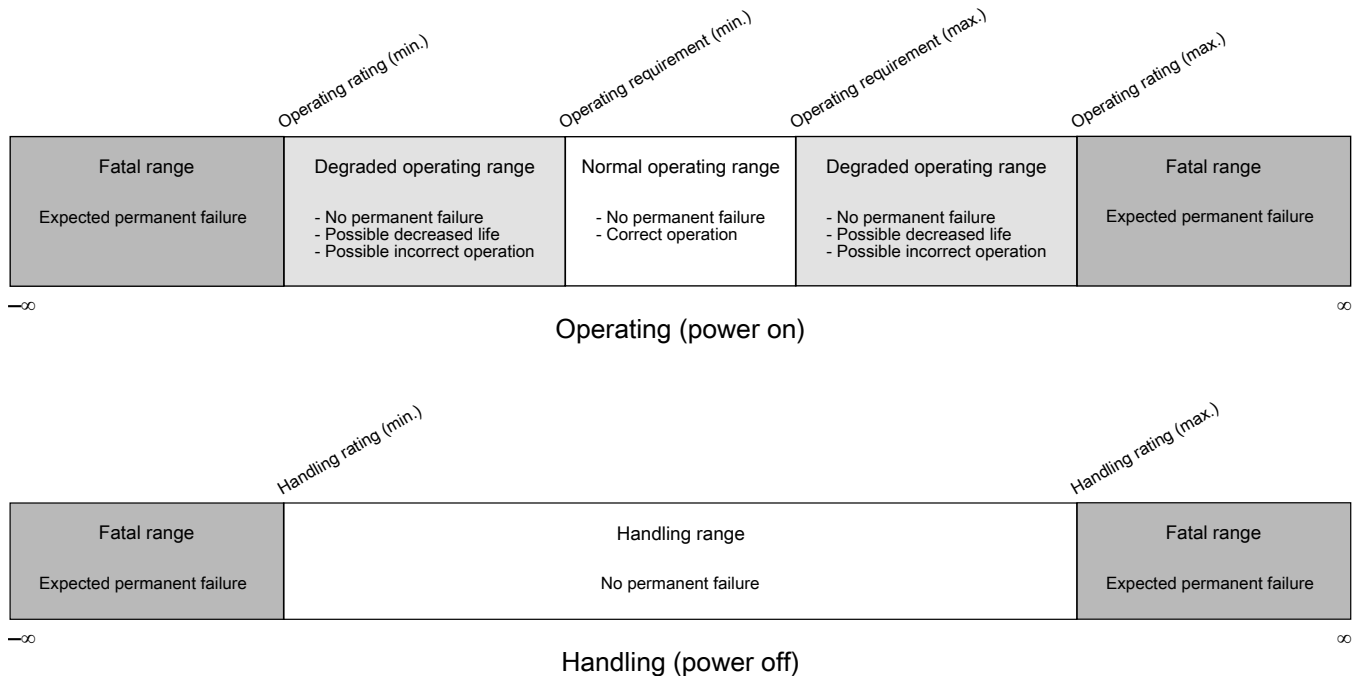 Operating rating (min.)
Operating requirement (min.)
Operating requirement (max.)
Operating rating (max.)
Fatal range
Expected permanent failure
Degraded operating range
- No permanent failure
- Possible decreased life
- Possible incorrect operation
Normal operating range
- No permanent failure
- Correct operation
Degraded operating range
- No permanent failure
- Possible decreased life
- Possible incorrect operation
Fatal range
Expected permanent failure
–∞
∞
Operating (power on)
Handling rating (min.)
Handling rating (max.)
Fatal range
Expected permanent failure
Handling range
No permanent failure
Fatal range
Expected permanent failure
–∞
∞
Handling (power off)